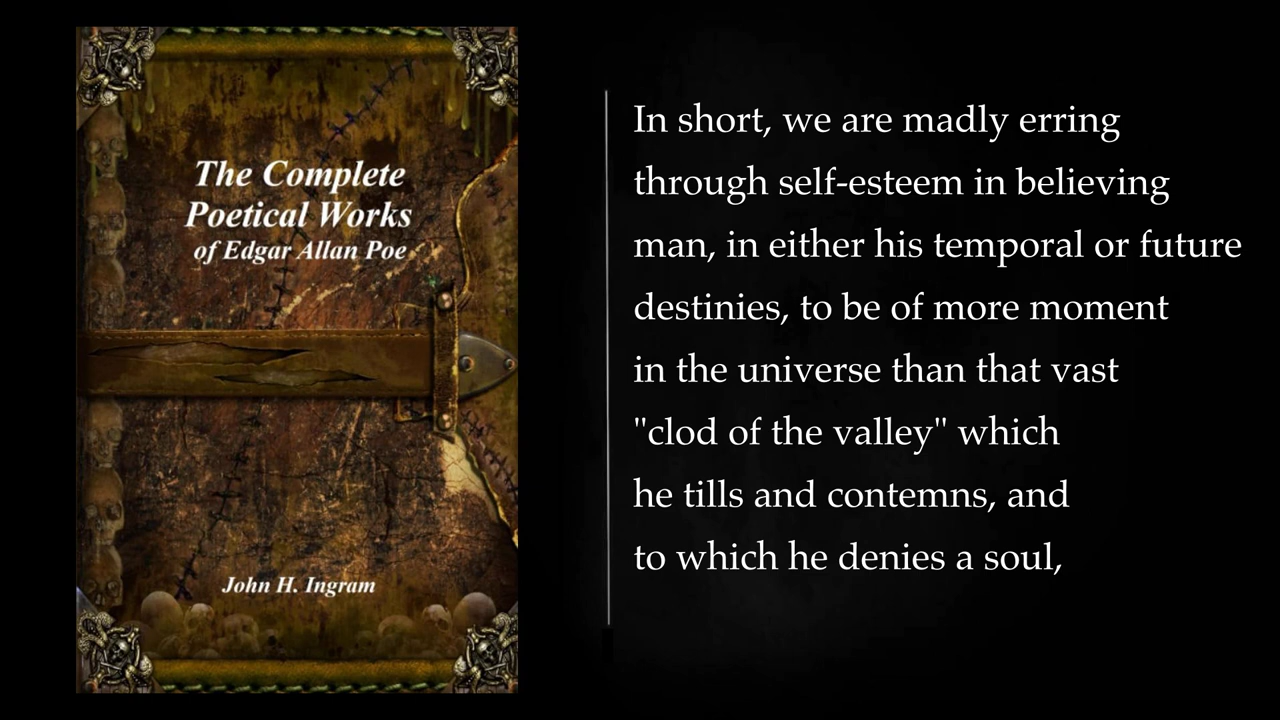 The Complete
Poetical Works
of Edgar Allan Poe
John H. Ingram
In short, we are madly erring
through self-esteem in believing
man, in either his temporal or future
destinies, to be of more moment
in the universe than that vast
"clod of the valley" which
he tills and contemns, and
to which he denies a soul,